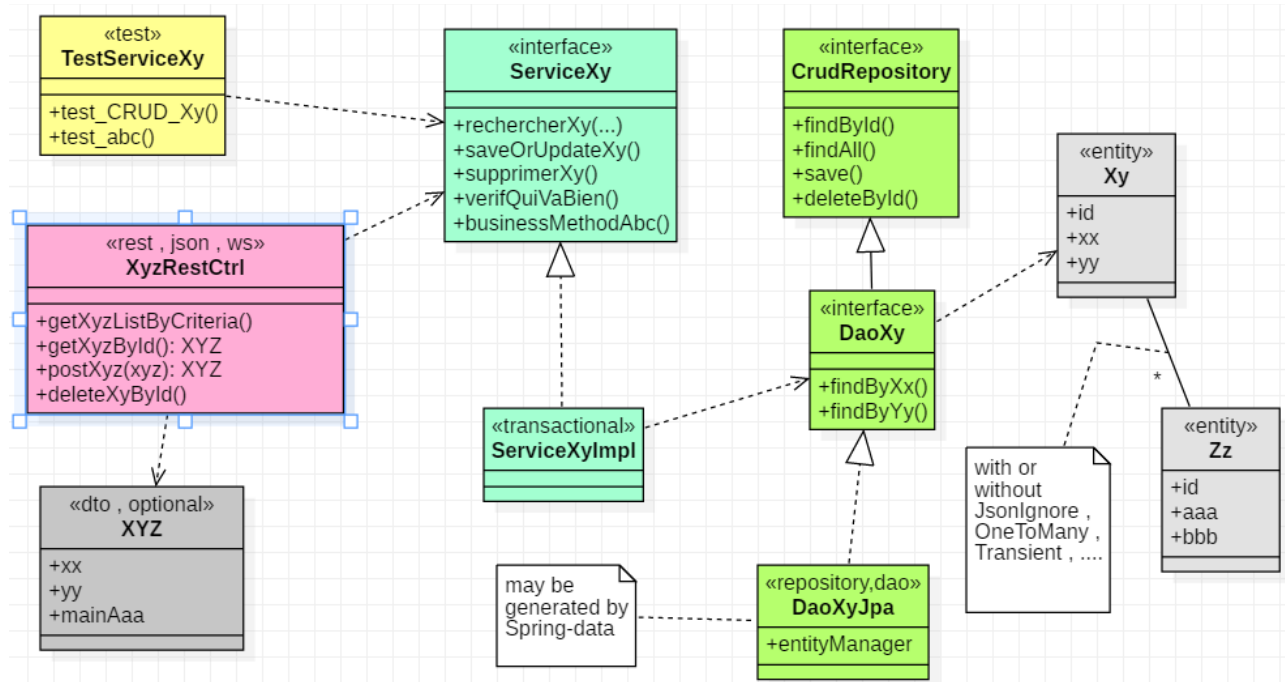 «test»
TestServiceXy
+test_CRUD_Xy()
+test_abc()
«interface»
ServiceXy
+rechercherXy(...)
+saveOrUpdateXy()
+supprimerXy()
+verifQuiVaBien()
+businessMethodAbc()
«interface»
CrudRepository
+findById()
+findAll()
+save()
+deleteById()
«entity»
Xy
+id
+xx
+yy
«rest , json , ws»
XyzRestCtrl
+getXyzListByCriteria()
+getXyzById(): XYZ
+postXyz(xyz): XYZ
+deleteXyById()
«interface»
DaoXy
+findByXx()
+findByYy()
*
«transactional»
ServiceXyImpl
«entity»
Zz
+id
+aaa
+bbb
with or
without
JsonIgnore ,
OneToMany ,
Transient , ....
«dto , optional»
XYZ
+xx
+yy
+mainAaa
may be
generated by
Spring-data
«repository,dao»
DaoXyJpa
+entityManager